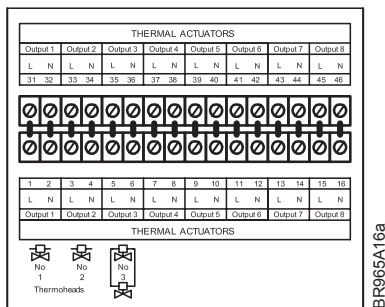 THERMAL ACTUATORS
Output 1 Output 2 Output 3 Output 4 Output 5 Output 6 Output 7 Output 8
L N L N L N L N L N L N L N L N
31 32 33 34 35 36 37 38 39 40 41 42 43 44 45 46
1 2 3 4 5 6 7 8 9 10 11 12 13 14 15 16
L N L N L N L N L N L N L N L N
Output 1 Output 2 Output 3 Output 4 Output 5 Output 6 Output 7 Output 8
THERMAL ACTUATORS
No No No
1 2 3
Thermoheads
BR965A16a